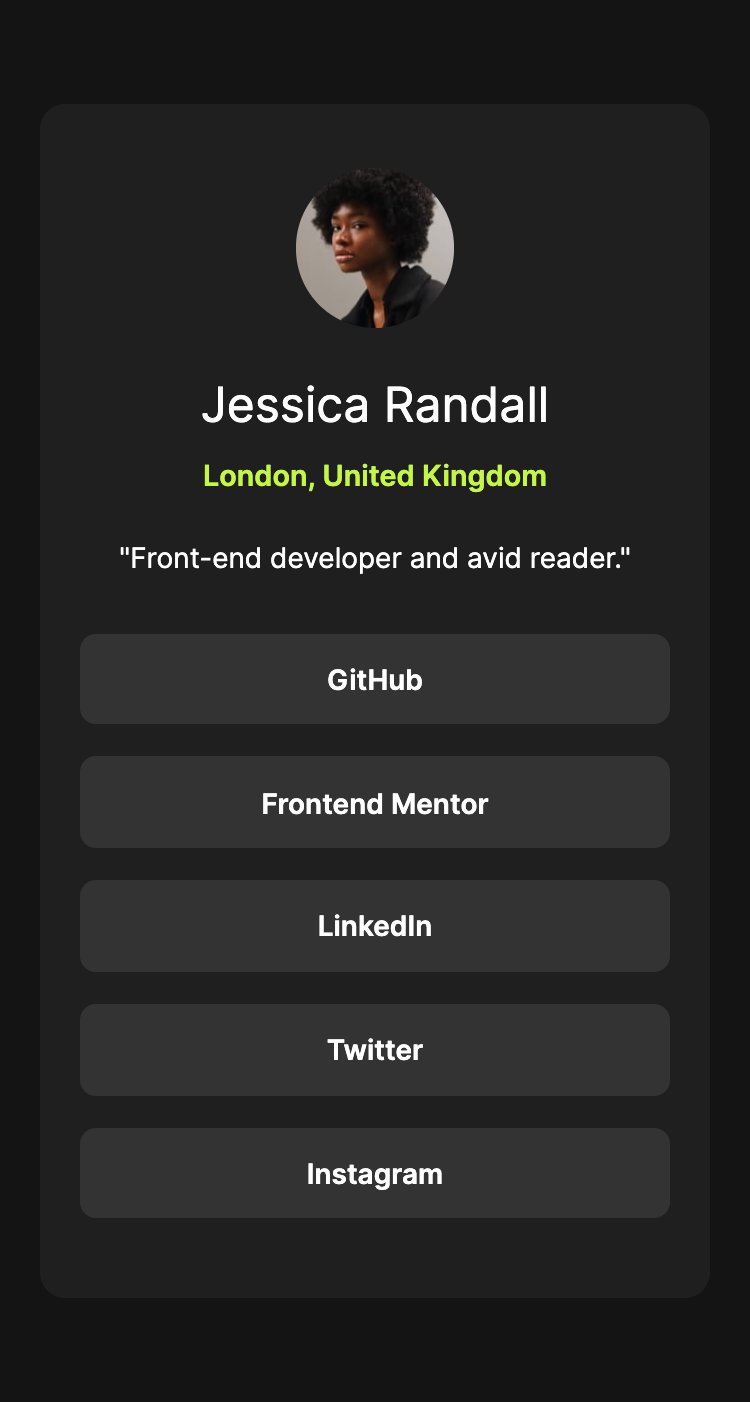 Jessica Randall
London, United Kingdom
"Front-end developer and avid reader."
GitHub
Frontend Mentor
LinkedIn
Twitter
Instagram